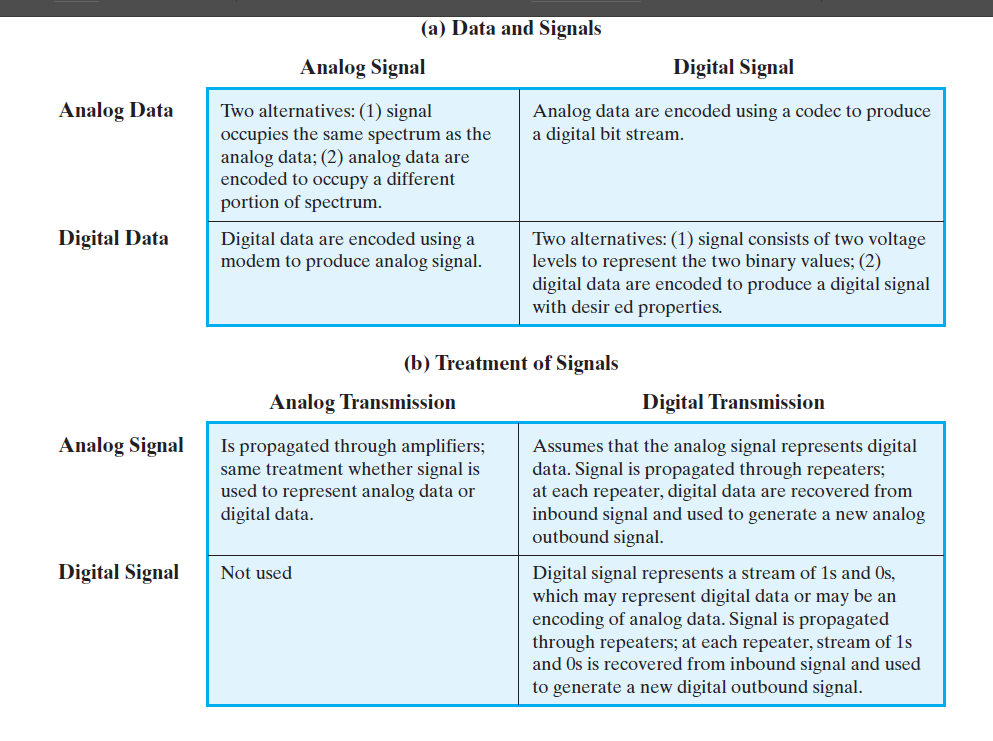 (a) Data and Signals
Analog Signal
Digital Signal
Analog Data
Two alternatives: (1) signal
occupies the same spectrum as the
analog data; (2) analog data are
encoded to occupy a different
portion of spectrum.
Analog data are encoded using a codec to produce
a digital bit stream.
Digital Data
Digital data are encoded using a
modem to produce analog signal.
Two alternatives: (1) signal consists of two voltage
levels to represent the two binary values; (2)
digital data are encoded to produce a digital signal
with desir ed properties.
(b) Treatment of Signals
Analog Transmission
Digital Transmission
Analog Signal
Is propagated through amplifiers;
same treatment whether signal is
used to represent analog data or
digital data.
Assumes that the analog signal represents digital
data. Signal is propagated through repeaters;
at each repeater, digital data are recovered from
inbound signal and used to generate a new analog
outbound signal.
Digital Signal
Not used
Digital signal represents a stream of 1s and 0s,
which may represent digital data or may be an
encoding of analog data. Signal is propagated
through repeaters; at each repeater, stream of 1s
and 0s is recovered from inbound signal and used
to generate a new digital outbound signal.